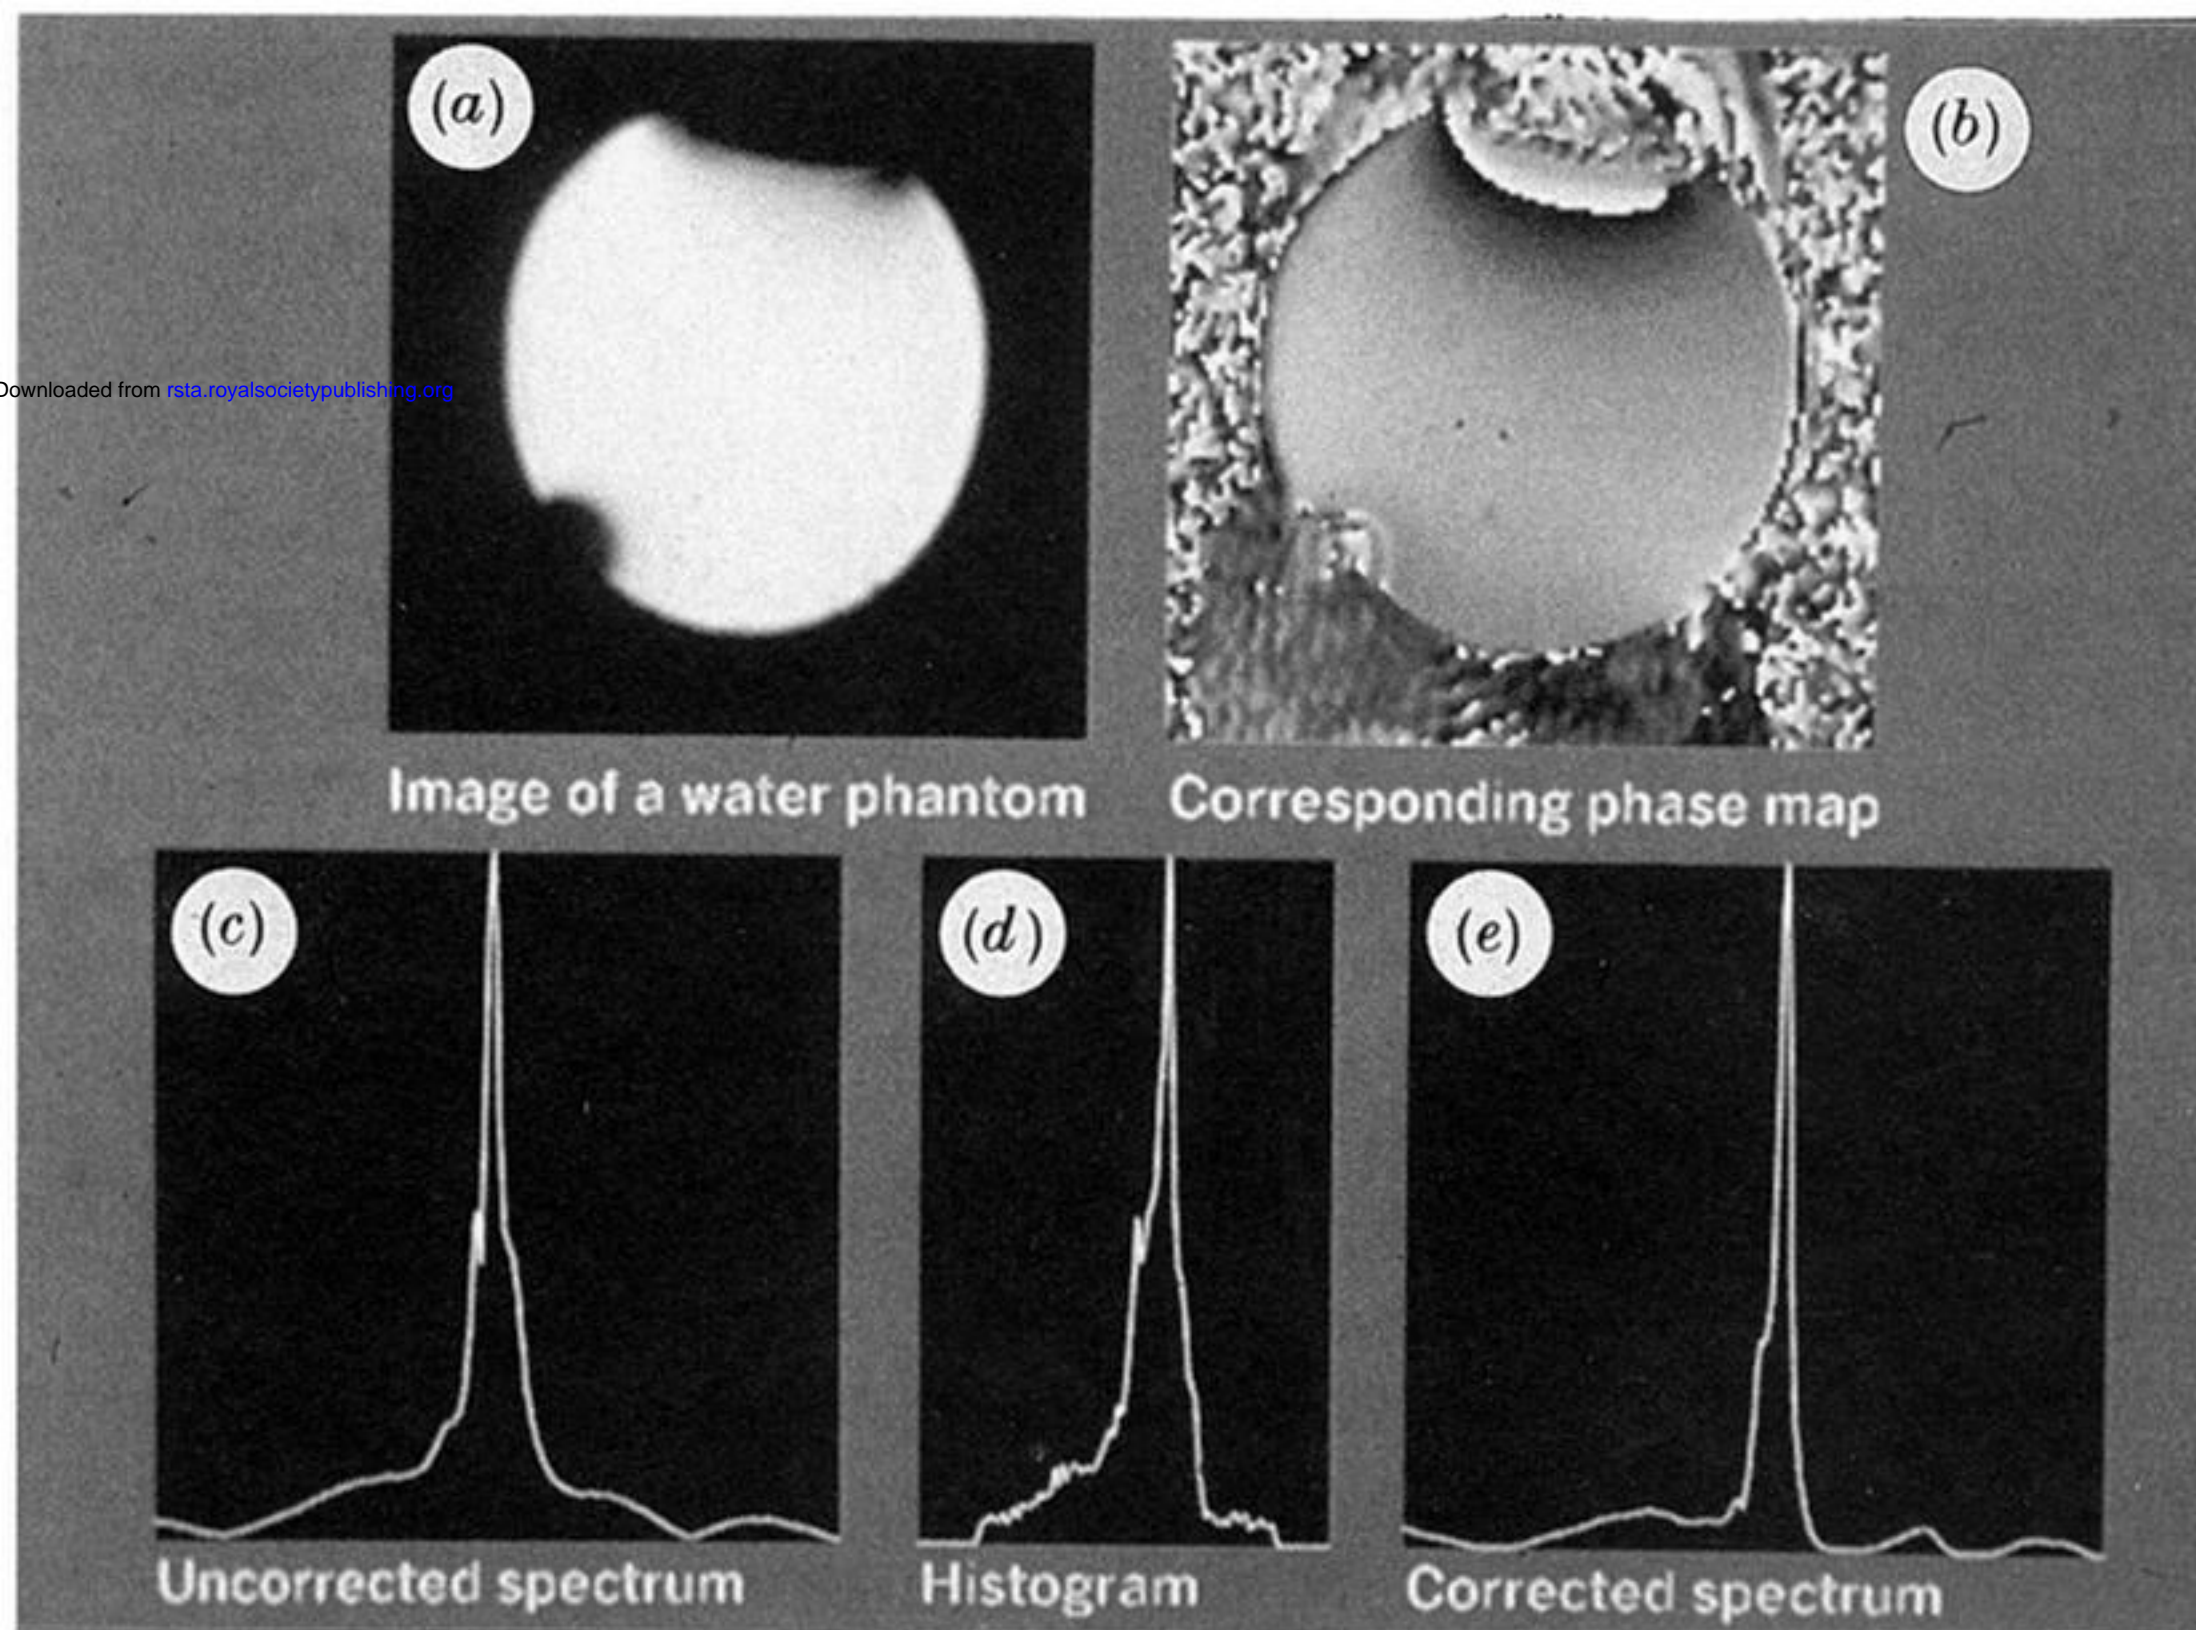 (a)
(b)
Downloaded from rsta.royalsocietypublishing.org
Image of a water phantom
Corresponding phase map
(c)
(d)
(e)
Uncorrected spectrum
Histogram
Corrected spectrum